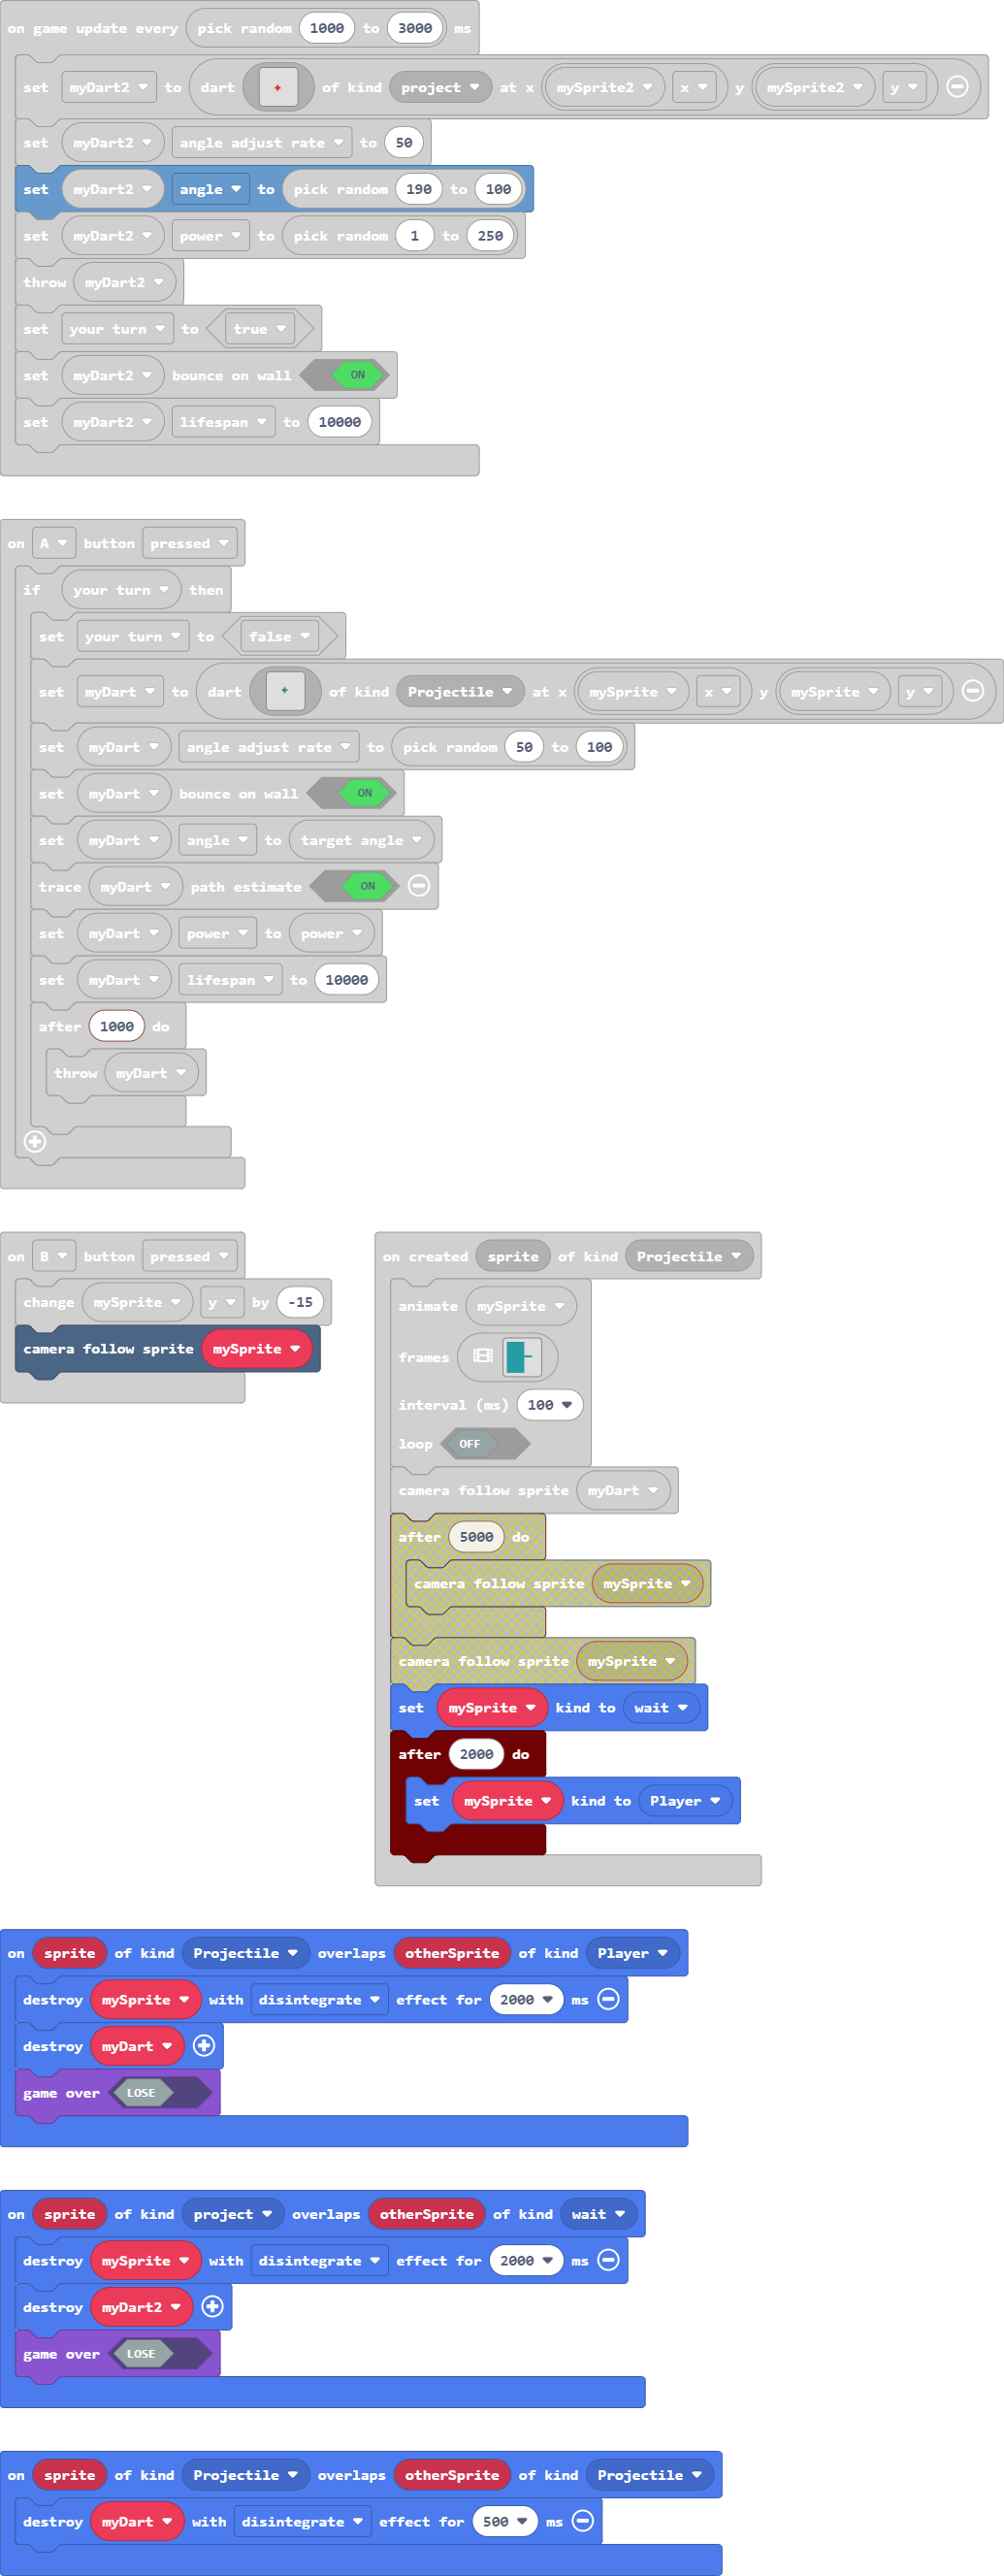 on game update every pick random 1000 to 3000 ms
set myDart2 to dart of kind project at x mySprite2 x y mySprite2 y
set myDart2 angle adjust rate to 50
set myDart2 angle to pick random 190 to 100
set myDart2 power to pick random 1 to 250
throw myDart2
set your turn to true
set myDart2 bounce on wall ON
set myDart2 lifespan to 10000
on A button pressed
if your turn then
set your turn to false
set myDart to dart of kind Projectile at x mySprite x y mySprite y
set myDart angle adjust rate to pick random 50 to 100
set myDart bounce on wall ON
set myDart angle to target angle
trace myDart path estimate ON
set myDart power to power
set myDart lifespan to 10000
after 1000 do
throw myDart
on B button pressed
change mySprite y by -15
camera follow sprite mySprite
on created sprite of kind Projectile
animate mySprite
frames
interval (ms) 100
loop OFF
camera follow sprite myDart
after 5000 do
camera follow sprite mySprite
camera follow sprite mySprite
set mySprite kind to wait
after 2000 do
set mySprite kind to Player
on sprite of kind Projectile overlaps otherSprite of kind Player
destroy mySprite with disintegrate effect for 2000 ms
destroy myDart
game over LOSE
on sprite of kind project overlaps otherSprite of kind wait
destroy mySprite with disintegrate effect for 2000 ms
destroy myDart2
game over LOSE
on sprite of kind Projectile overlaps otherSprite of kind Projectile
destroy myDart with disintegrate effect for 500 ms